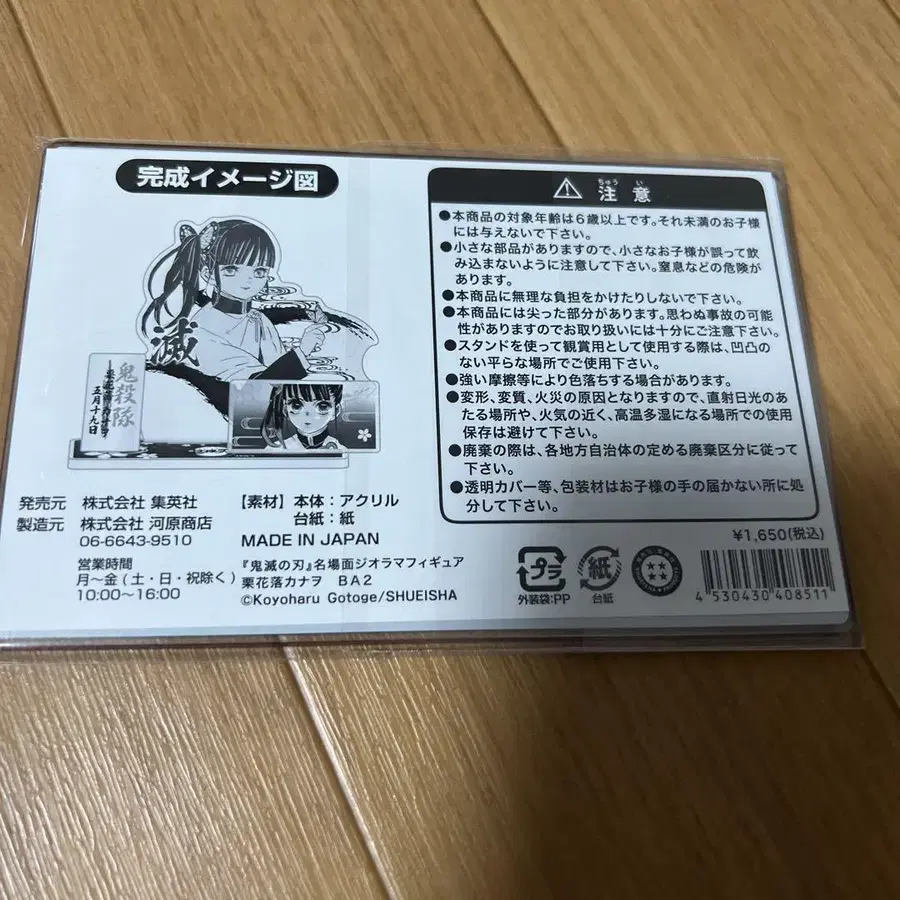 完成イメージ図
滅
鬼殺隊
五月十九日
発売元 株式会社 集英社
製造元 株式会社 河原商店
06-6643-9510
営業時間
月～金(土・日・祝除く)
10:00～16:00
【素材】本体：アクリル
台紙：紙
MADE IN JAPAN
『鬼滅の刃』名場面ジオラマフィギュア
栗花落カナヲ BA2
©Koyoharu Gotoge/SHUEISHA
ちゅう い
注意
●本商品の対象年齢は6歳以上です。それ未満のお子様
には与えないで下さい。
●小さな部品がありますので、小さなお子様が誤って飲
み込まないように注意して下さい。窒息などの危険が
あります。
●本商品に無理な負担をかけたりしないで下さい。
●本商品には尖った部分があります。思わぬ事故の可能
性がありますのでお取り扱いには十分にご注意下さい。
●スタンドを使って観賞用として使用する際は、凹凸の
ない平らな場所でご使用下さい。
●強い摩擦等により色落ちする場合があります。
●変形、変質、火災の原因となりますので、直射日光のあ
たる場所や、火気の近く、高温多湿になる場所での使用
保存は避けて下さい。
●廃棄の際は、各地方自治体の定める廃棄区分に従って
下さい。
●透明カバー等、包装材はお子様の手の届かない所に処
分して下さい。
¥1,650(税込)
プラ
外装袋:PP
紙
台紙
4 530430 408511